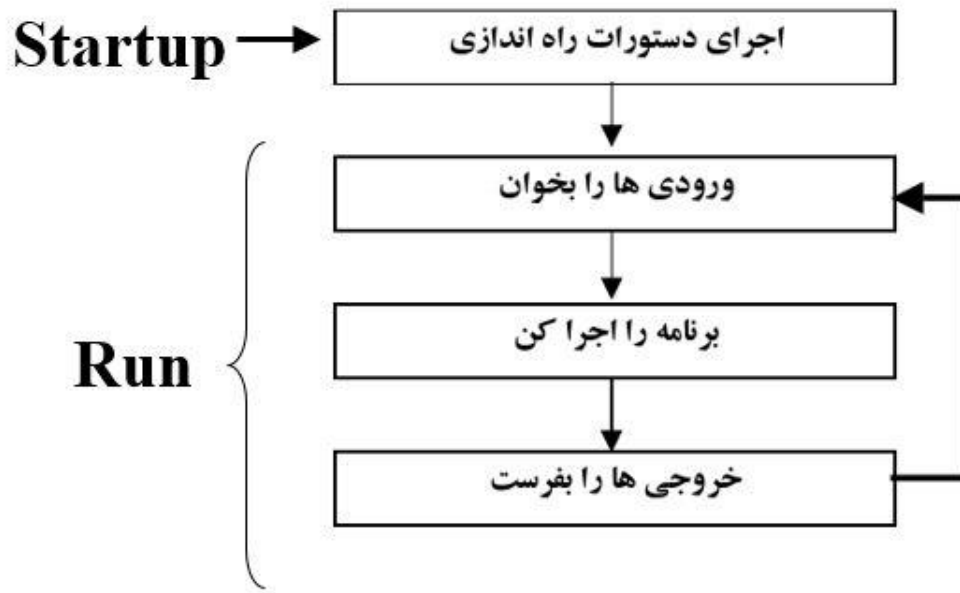 Startup
اجرای دستورات راه اندازی
ورودی ها را بخوان
Run
برنامه را اجرا کن
خروجی ها را بفرست